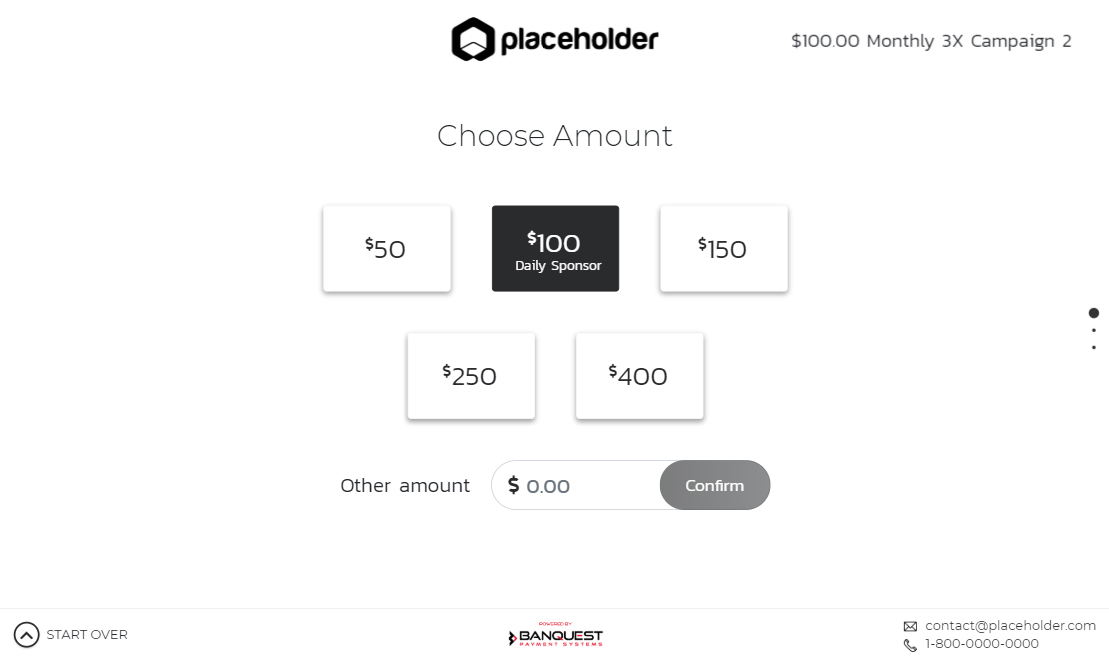 placeholder
$100.00 Monthly 3X Campaign 2
Choose Amount
$50
$100
Daily Sponsor
$150
$250
$400
Other amount
$ 0.00
Confirm
START OVER
POWERED BY
BANQUEST
PAYMENT SYSTEMS
contact@placeholder.com
1-800-0000-0000